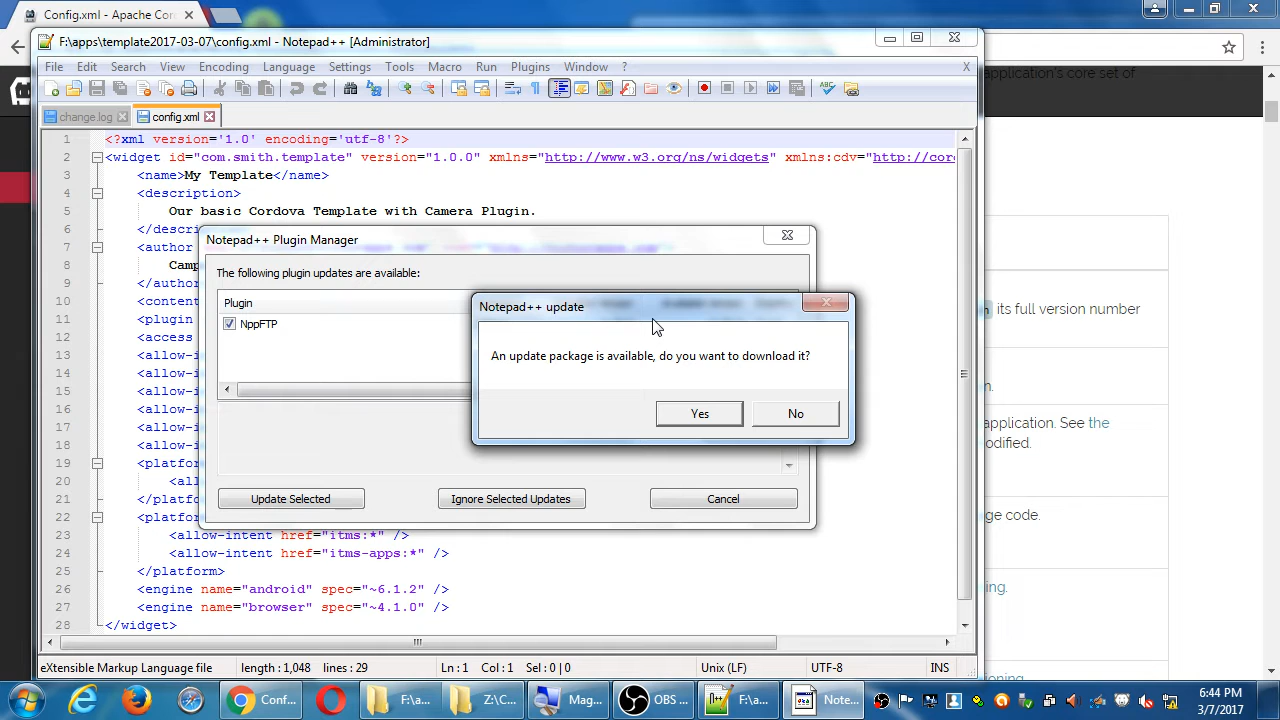 Config.xml - Apache Cor
F:\apps\template2017-03-07\config.xml - Notepad++ [Administrator]
File Edit Search View Encoding Language Settings Tools Macro Run Plugins Window ? X
application's core set of
change.log config.xml
1 <?xml version='1.0' encoding='utf-8'?>
2 <widget id="com.smith.template" version="1.0.0" xmlns="http://www.w3.org/ns/widgets" xmlns:cdv="http://cor
3 <name>My Template</name>
4 <description>
5 Our basic Cordova Template with Camera Plugin.
6 </des
7 <author
8 Camp
9 </autho
10 <conten
11 <plugin
12 <access
13 <allow-i
14 <allow-i
15 <allow-i
16 <allow-i
17 <allow-i
18 <allow-i
19 <platfo
20 <al
21 </platf
22 <platfo
23 <allow-intent href="itms:*" />
24 <allow-intent href="itms-apps:*" />
25 </platform>
26 <engine name="android" spec="~6.1.2" />
27 <engine name="browser" spec="~4.1.0" />
28 </widget>
Notepad++ Plugin Manager
The following plugin updates are available:
Plugin
NppFTP
Update Selected Ignore Selected Updates Cancel
Notepad++ update
An update package is available, do you want to download it?
Yes No
its full version number
m.
application. See the
odified.
ge code.
ing.
eXtensible Markup Language file length : 1,048 lines : 29 Ln : 1 Col : 1 Sel : 0 | 0 Unix (LF) UTF-8 INS
Conf... F:\a... Z:\C... Mag... OBS ... F:\a... Note...
6:44 PM
3/7/2017